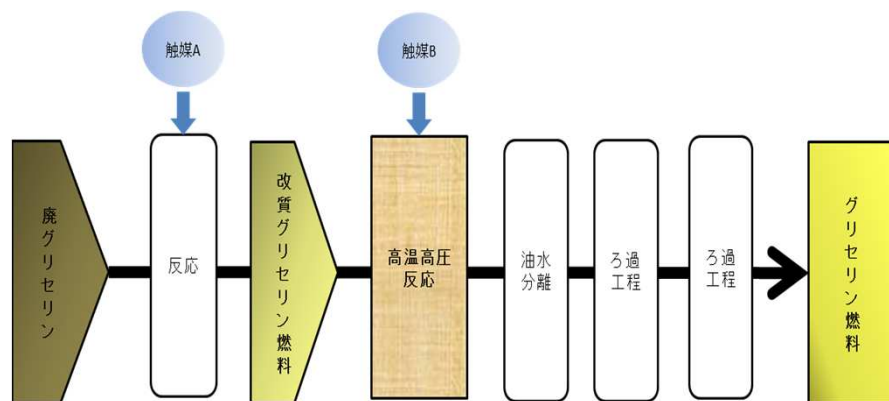 触媒A
触媒B
廃グリセリン
反応
改質グリセリン燃料
高温高圧
反応
油水
分離
ろ過
工程
ろ過
工程
グリセリン燃料